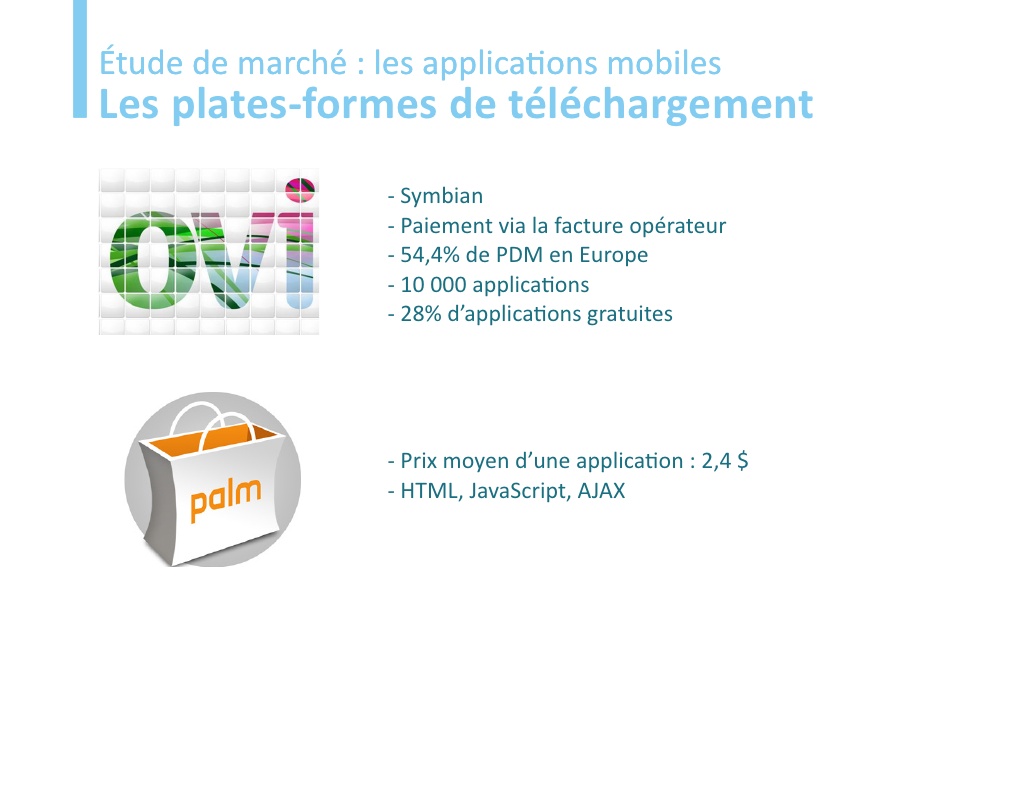 Étude de marché : les applications mobiles
Les plates-formes de téléchargement
ovi
- Symbian
- Paiement via la facture opérateur
- 54,4% de PDM en Europe
- 10 000 applications
- 28% d’applications gratuites
palm
- Prix moyen d’une application : 2,4 $
- HTML, JavaScript, AJAX